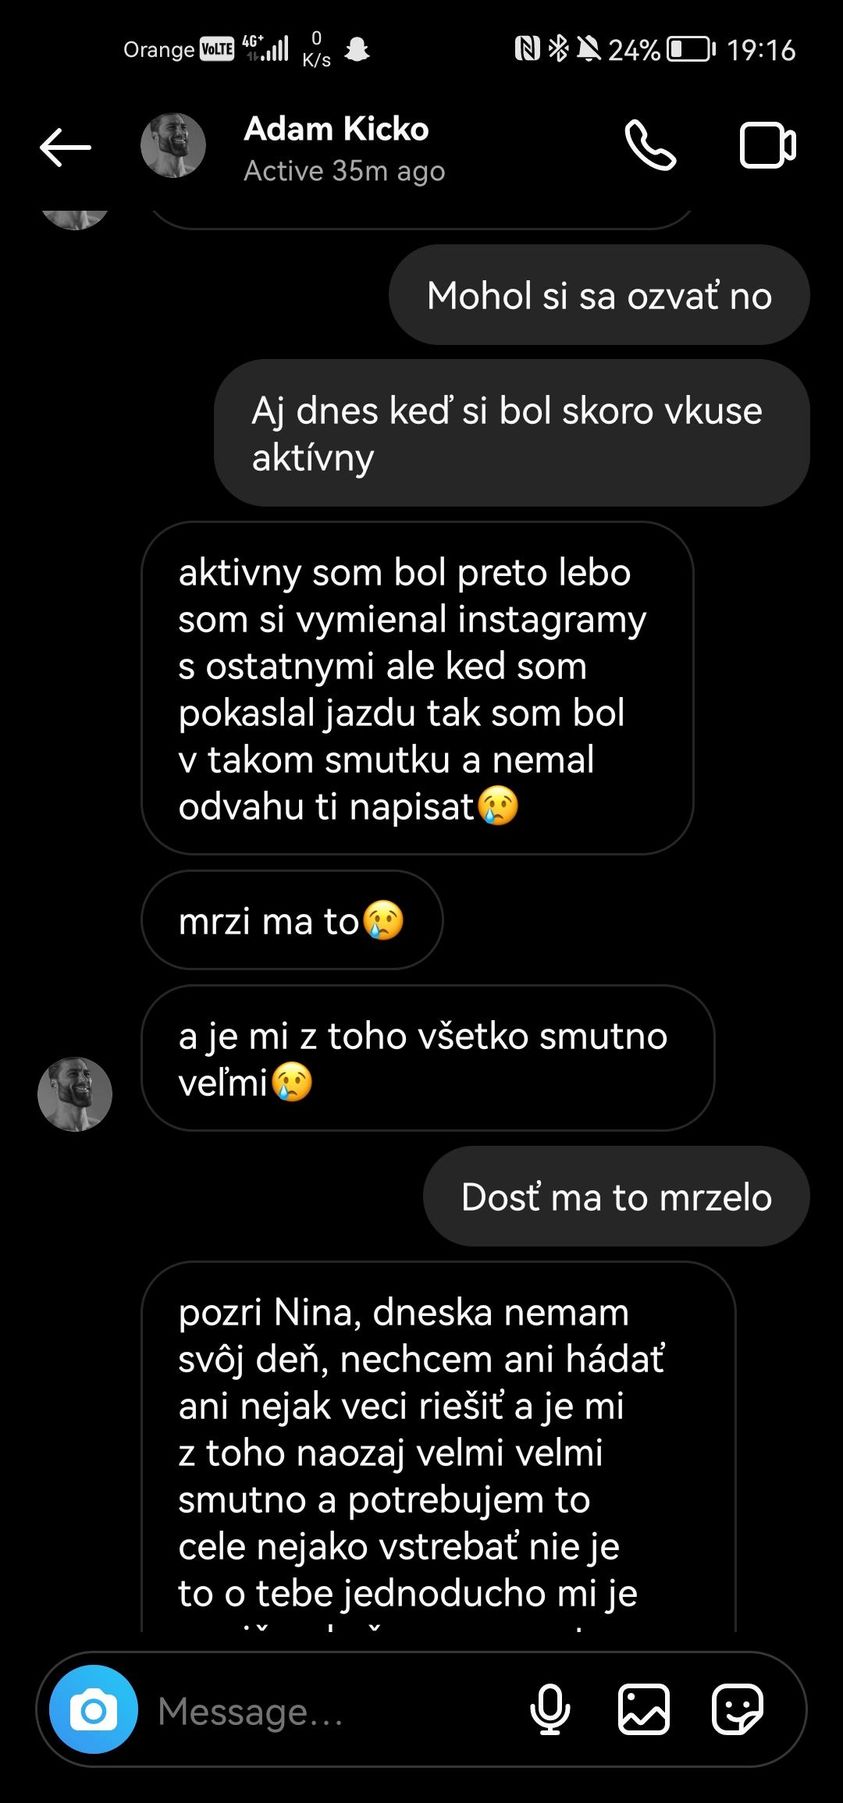 Orange VoLTE 4G+ 0 K/s 24% 19:16
Adam Kicko
Active 35m ago
Mohol si sa ozvať no
Aj dnes keď si bol skoro vkuse
aktívny
aktivny som bol preto lebo
som si vymienal instagramy
s ostatnymi ale ked som
pokaslal jazdu tak som bol
v takom smutku a nemal
odvahu ti napisat😢
mrzi ma to😢
a je mi z toho všetko smutno
veľmi😢
Dosť ma to mrzelo
pozri Nina, dneska nemam
svôj deň, nechcem ani hádať
ani nejak veci riešiť a je mi
z toho naozaj velmi velmi
smutno a potrebujem to
cele nejako vstrebať nie je
to o tebe jednoducho mi je
Message...